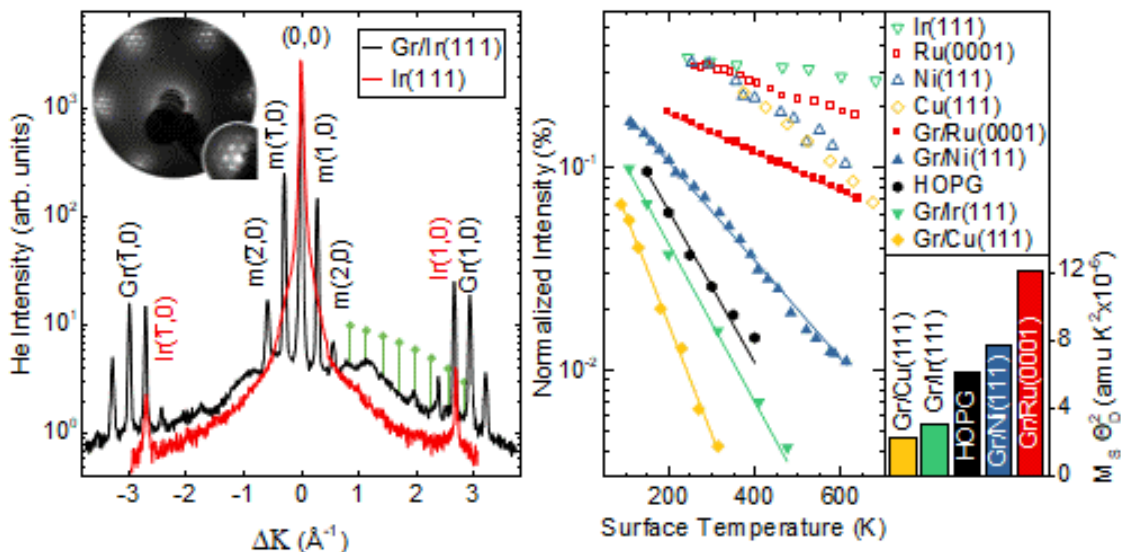 (0,0)
Gr/Ir(111)
Ir(111)
He Intensity (arb. units)
10³
10²
10¹
10⁰
Gr(1̅,0)
Ir(1̅,0)
m(2̅,0)
m(1̅,0)
m(1,0)
m(2,0)
Ir(1,0)
Gr(1,0)
-3
-2
-1
0
1
2
3
ΔK (Å⁻¹)
Normalized Intensity (%)
10⁻¹
10⁻²
200
400
600
Surface Temperature (K)
Ir(111)
Ru(0001)
Ni(111)
Cu(111)
Gr/Ru(0001)
Gr/Ni(111)
HOPG
Gr/Ir(111)
Gr/Cu(111)
Gr/Cu(111)
Gr/Ir(111)
HOPG
Gr/Ni(111)
Gr/Ru(0001)
12
8
4
0
M_S Θ_D² (amu K²x10⁻⁶)